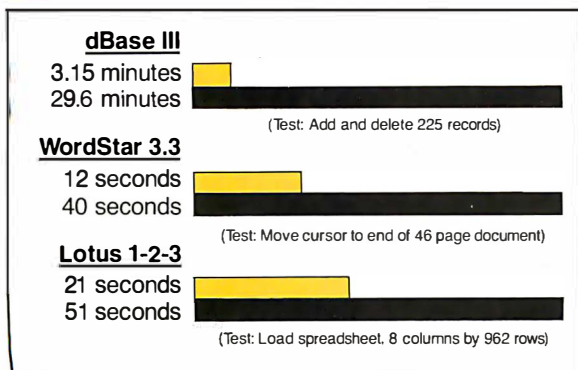 dBase III
3.15 minutes
29.6 minutes
(Test: Add and delete 225 records)
WordStar 3.3
12 seconds
40 seconds
(Test: Move cursor to end of 46 page document)
Lotus 1-2-3
21 seconds
51 seconds
(Test: Load spreadsheet, 8 columns by 962 rows)